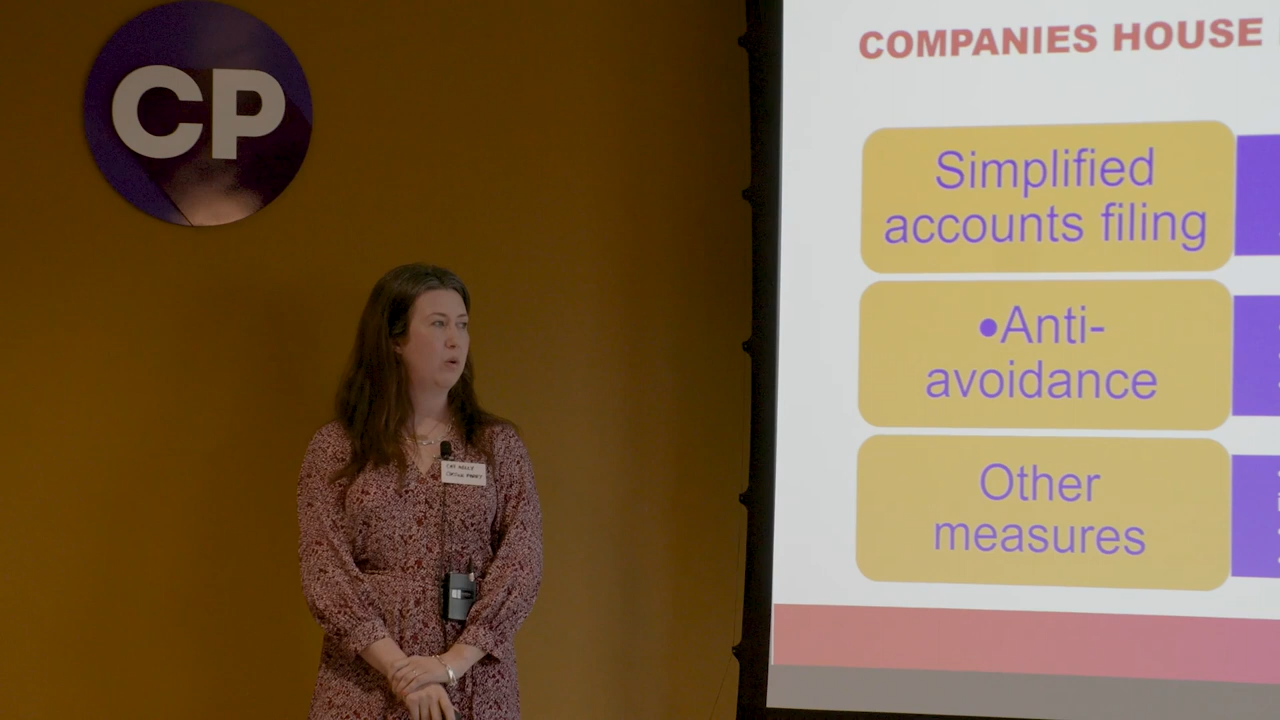 CP
COMPANIES HOUSE
Simplified
accounts filing
•Anti-
avoidance
Other
measures